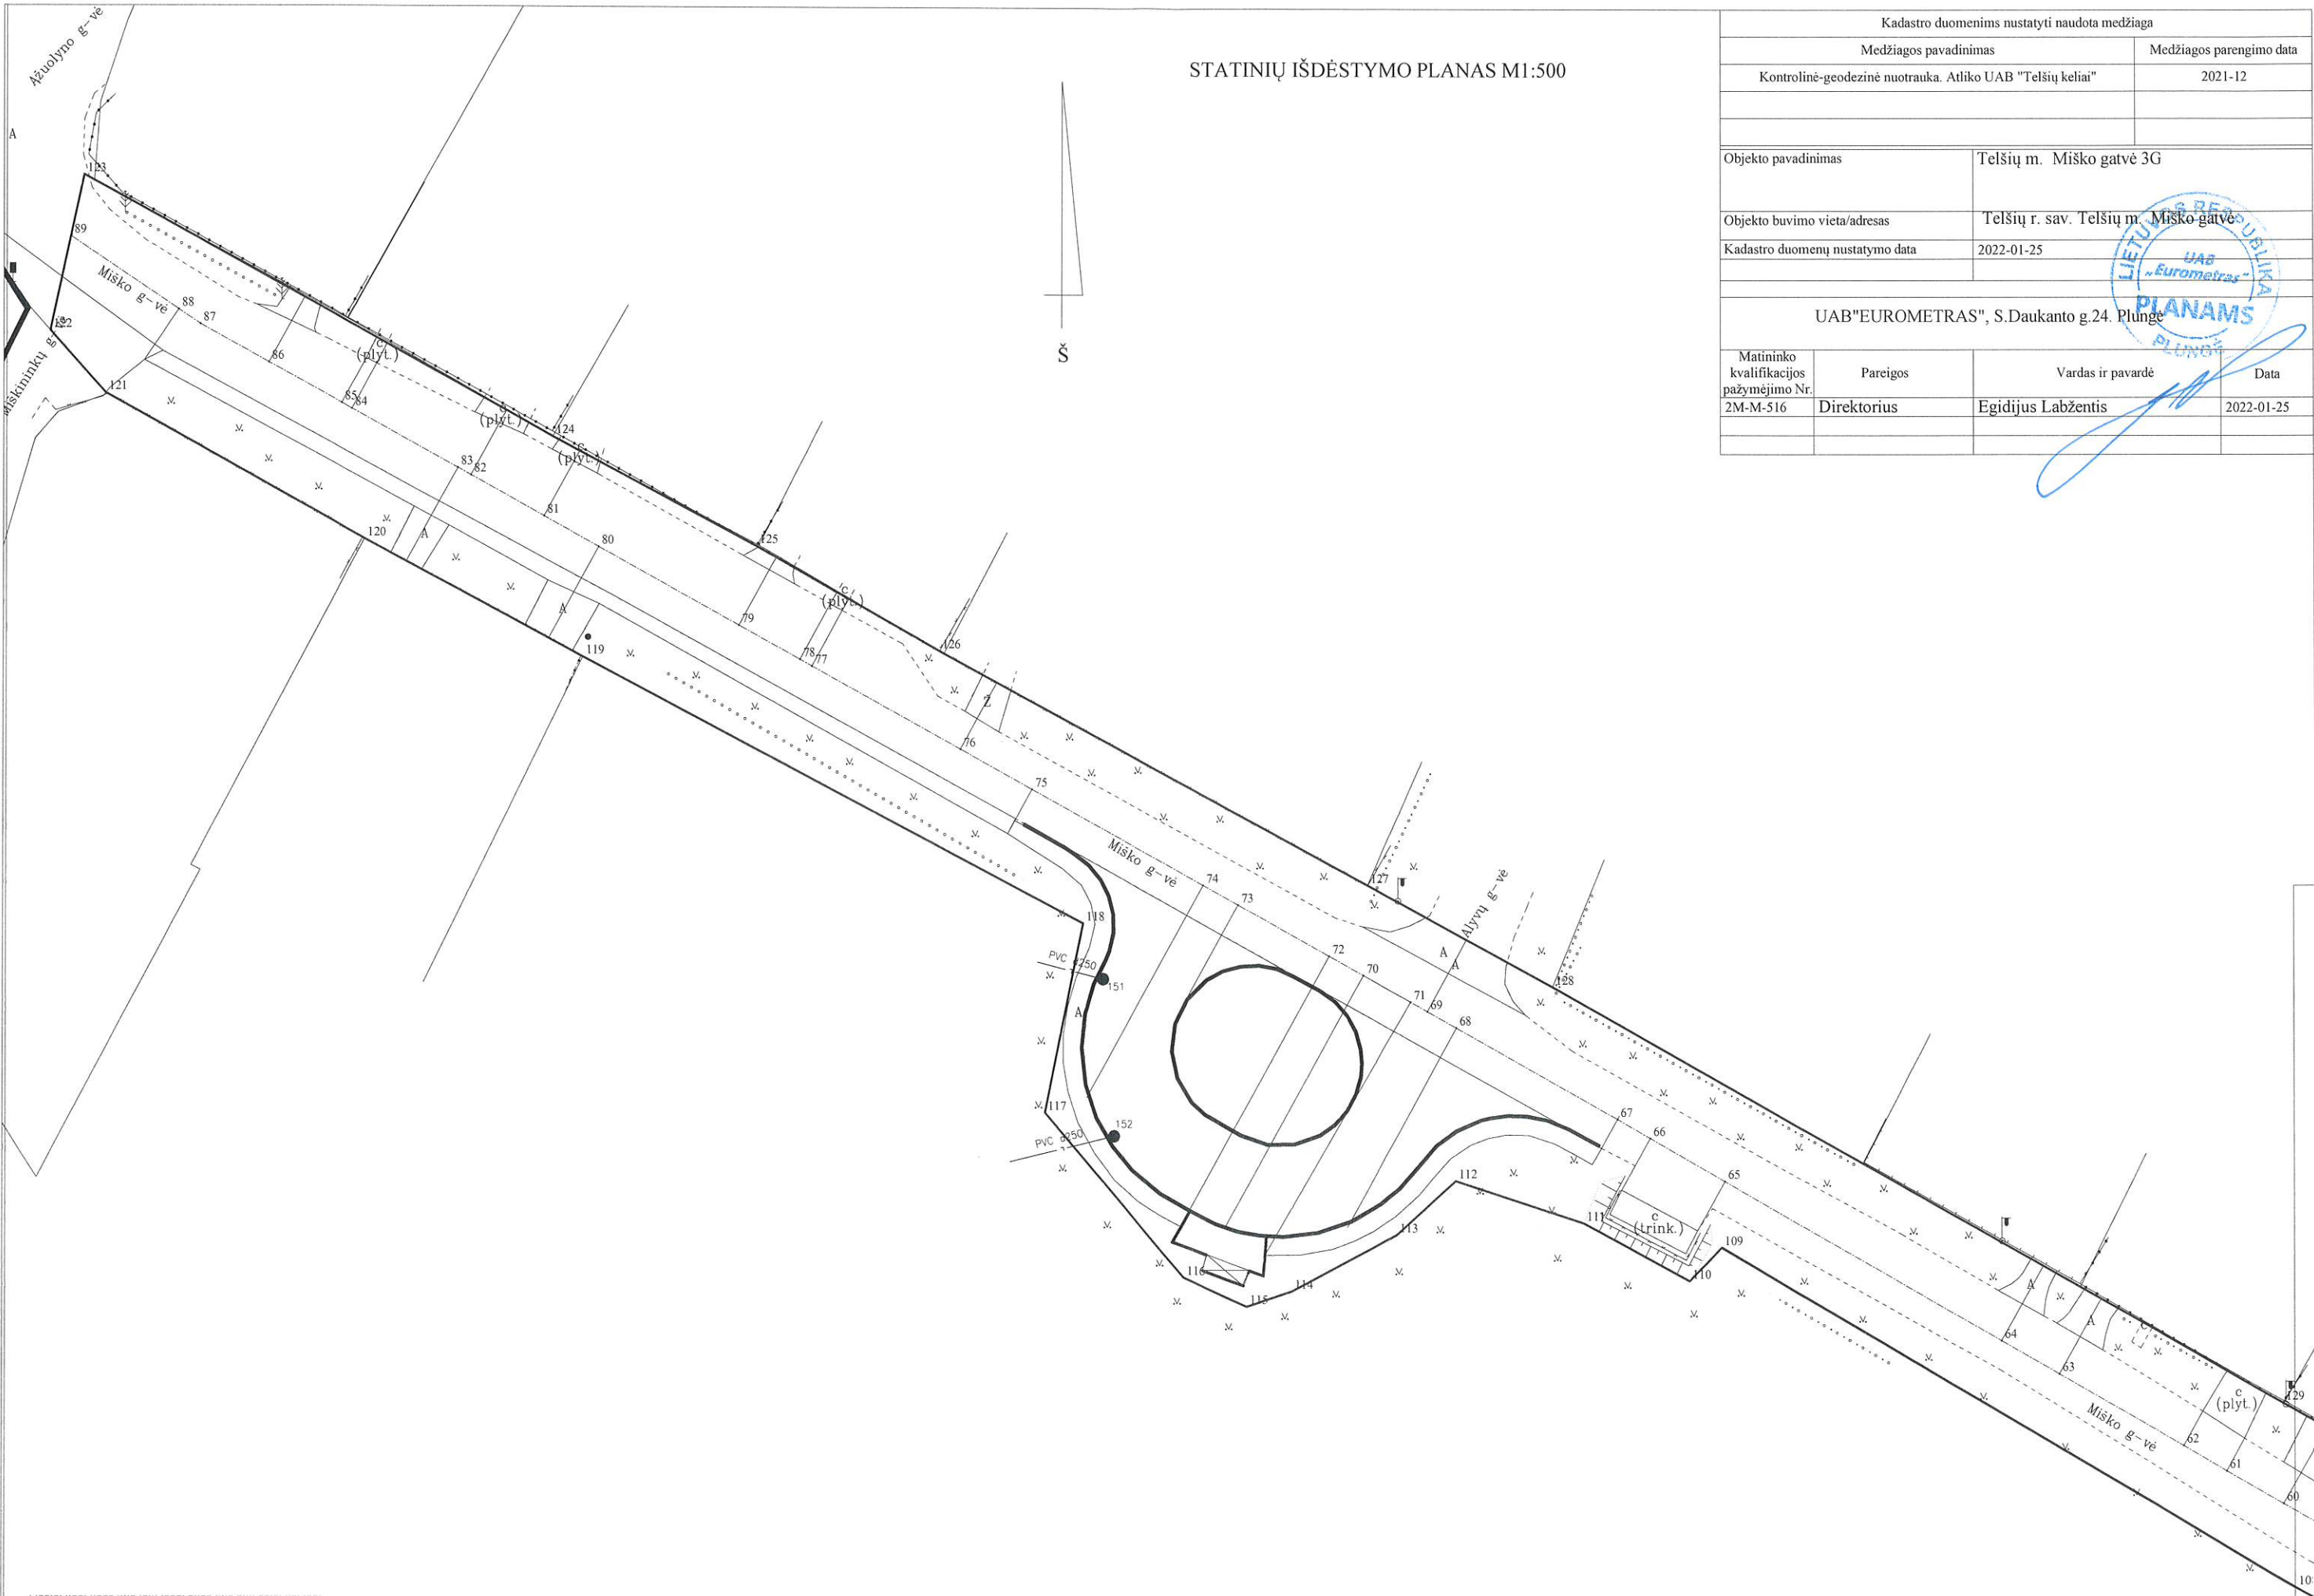 STATINIŲ IŠDĖSTYMO PLANAS M1:500
Kadastro duomenims nustatyti naudota medžiaga
Medžiagos pavadinimas
Medžiagos parengimo data
Kontrolinė-geodezinė nuotrauka. Atliko UAB "Telšių keliai"
2021-12
Objekto pavadinimas
Telšių m. Miško gatvė 3G
Objekto buvimo vieta/adresas
Telšių r. sav. Telšių m. Miško gatvė
Kadastro duomenų nustatymo data
2022-01-25
UAB"EUROMETRAS", S.Daukanto g.24. Plungė
LIETUVOS RESPUBLIKA
UAB
„Eurometras"
PLANAMS
PLUNGĖ
Matininko
kvalifikacijos
pažymėjimo Nr.
Pareigos
Vardas ir pavardė
Data
2M-M-516
Direktorius
Egidijus Labžentis
2022-01-25
Š
Ąžuolyno g-vė
A
123
89
Miško g-vė
88
87
122
Miškininkų
121
86
c
(plyt.)
85
84
c
(plyt.)
124
c
(plyt.)
83
82
81
120
A
80
125
A
79
c
(plyt.)
119
78
77
126
Ž
76
75
Miško g-vė
74
73
127
Alyvų g-vė
118
72
70
A
A
128
PVC d250
151
71
69
68
A
117
PVC d250
152
67
66
65
112
111
c
(trink.)
113
109
116
114
110
115
A
A
c
64
63
129
c
(plyt.)
Miško g-vė
62
61
60